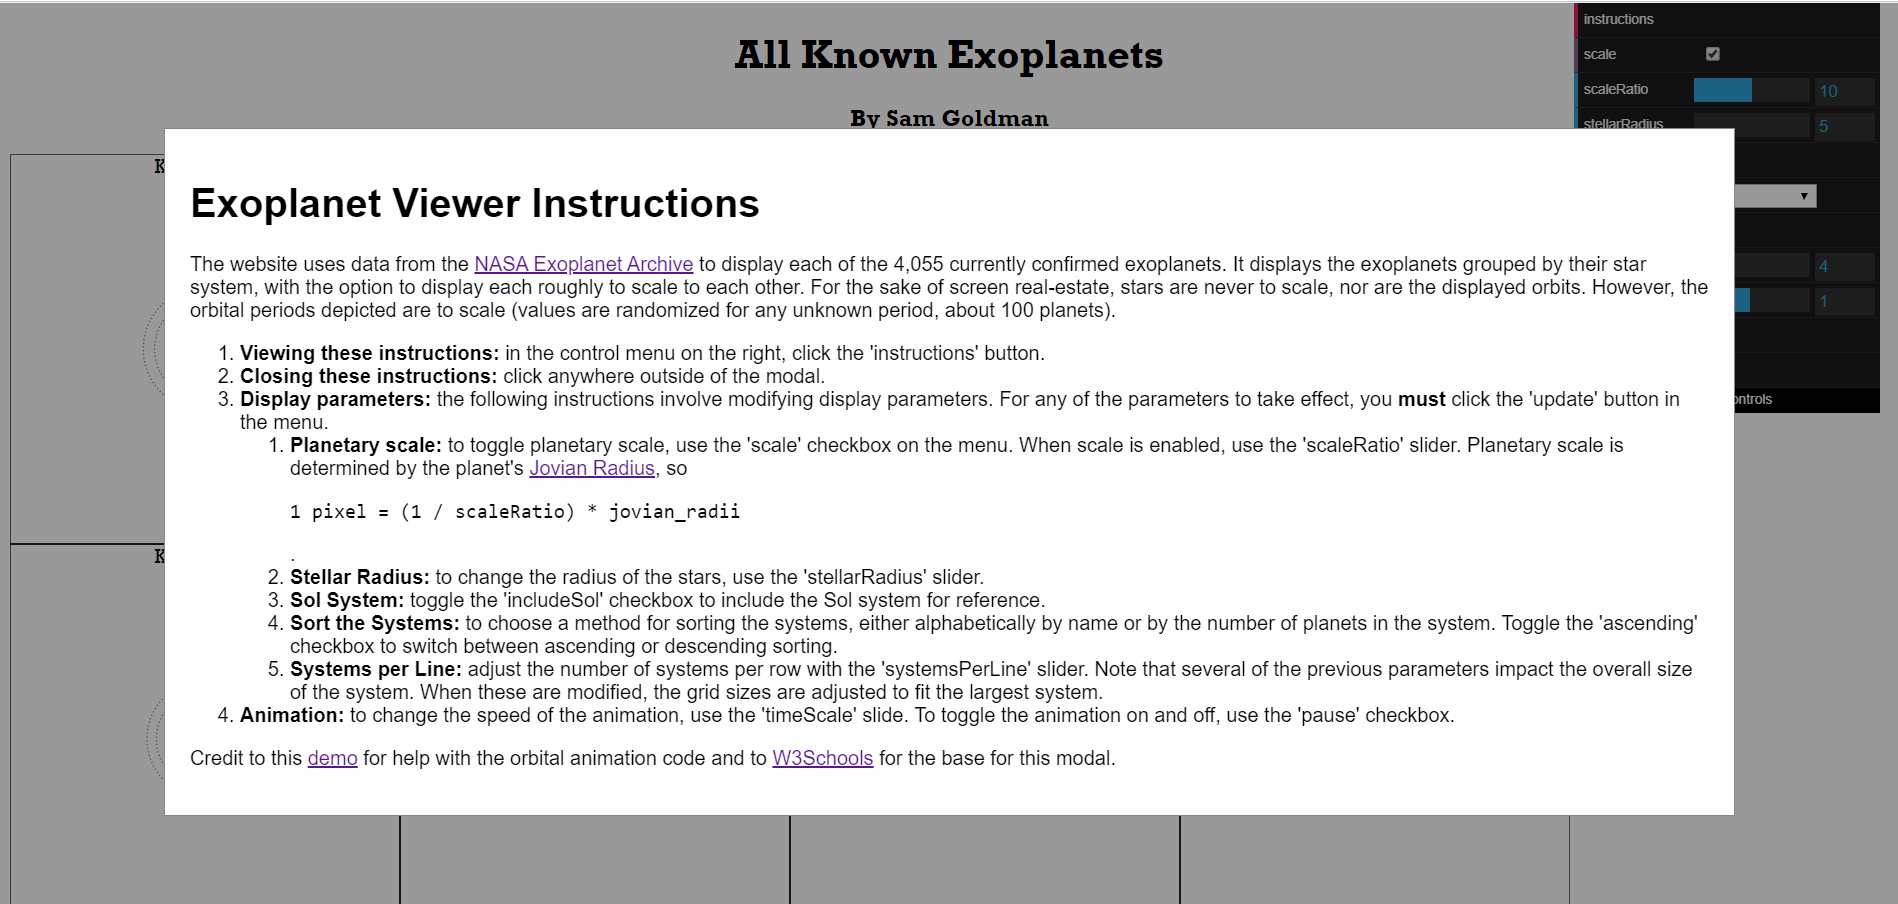 All Known Exoplanets
By Sam Goldman
instructions
scale
scaleRatio 10
stellarRadius 5
4
1
K
K
Exoplanet Viewer Instructions
The website uses data from the NASA Exoplanet Archive to display each of the 4,055 currently confirmed exoplanets. It displays the exoplanets grouped by their star
system, with the option to display each roughly to scale to each other. For the sake of screen real-estate, stars are never to scale, nor are the displayed orbits. However, the
orbital periods depicted are to scale (values are randomized for any unknown period, about 100 planets).
1. Viewing these instructions: in the control menu on the right, click the 'instructions' button.
2. Closing these instructions: click anywhere outside of the modal.
3. Display parameters: the following instructions involve modifying display parameters. For any of the parameters to take effect, you must click the 'update' button in
the menu.
1. Planetary scale: to toggle planetary scale, use the 'scale' checkbox on the menu. When scale is enabled, use the 'scaleRatio' slider. Planetary scale is
determined by the planet's Jovian Radius, so
1 pixel = (1 / scaleRatio) * jovian_radii
.
2. Stellar Radius: to change the radius of the stars, use the 'stellarRadius' slider.
3. Sol System: toggle the 'includeSol' checkbox to include the Sol system for reference.
4. Sort the Systems: to choose a method for sorting the systems, either alphabetically by name or by the number of planets in the system. Toggle the 'ascending'
checkbox to switch between ascending or descending sorting.
5. Systems per Line: adjust the number of systems per row with the 'systemsPerLine' slider. Note that several of the previous parameters impact the overall size
of the system. When these are modified, the grid sizes are adjusted to fit the largest system.
4. Animation: to change the speed of the animation, use the 'timeScale' slide. To toggle the animation on and off, use the 'pause' checkbox.
Credit to this demo for help with the orbital animation code and to W3Schools for the base for this modal.